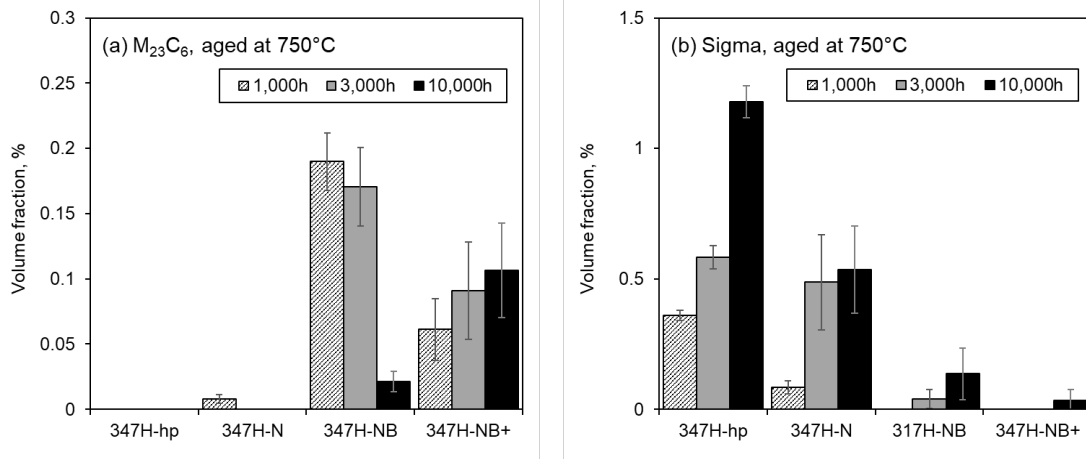 (a) M₂₃C₆, aged at 750°C
1,000h 3,000h 10,000h
Volume fraction, %
0.3
0.25
0.2
0.15
0.1
0.05
0
347H-hp 347H-N 347H-NB 347H-NB+
(b) Sigma, aged at 750°C
1,000h 3,000h 10,000h
Volume fraction, %
1.5
1
0.5
0
347H-hp 347H-N 317H-NB 347H-NB+